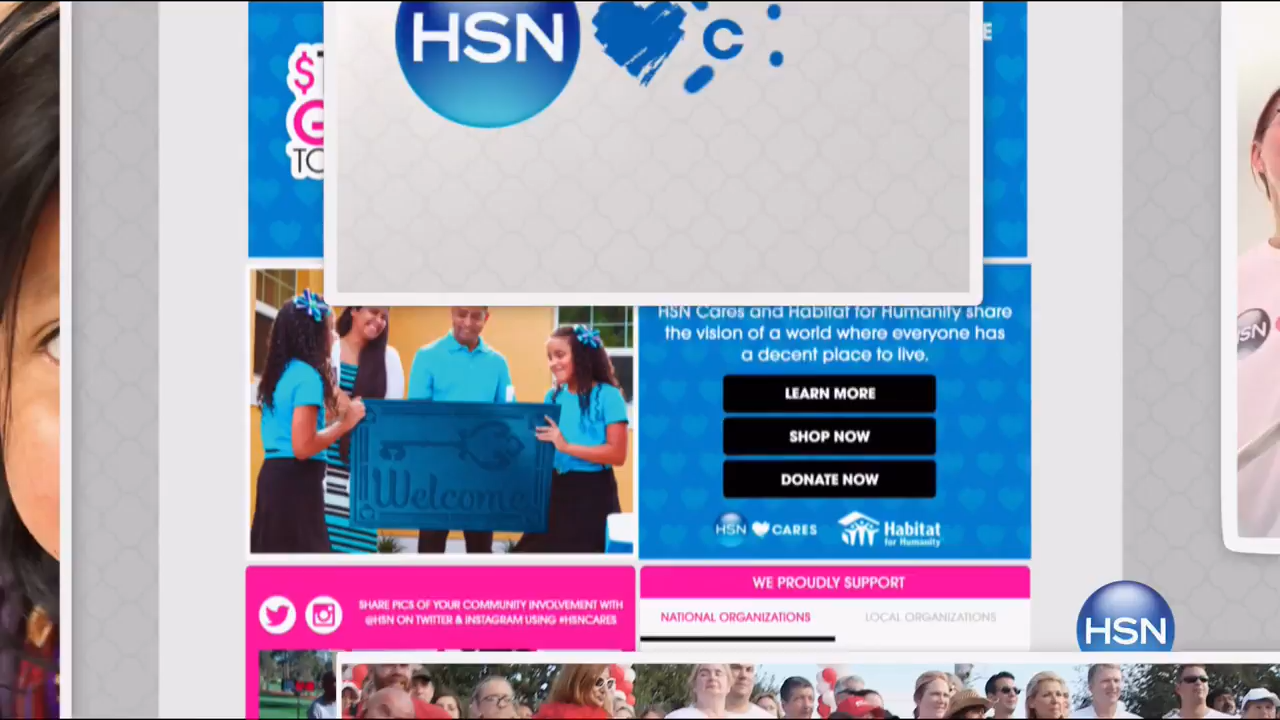 HSN
C
$
G
TO
E
HSN Cares and Habitat for Humanity share
the vision of a world where everyone has
a decent place to live.
LEARN MORE
SHOP NOW
DONATE NOW
HSN CARES
Habitat
for Humanity
Welcome
HSN
SHARE PICS OF YOUR COMMUNITY INVOLVEMENT WITH
@HSN ON TWITTER & INSTAGRAM USING #HSNCARES
WE PROUDLY SUPPORT
NATIONAL ORGANIZATIONS LOCAL ORGANIZATIONS
HSN